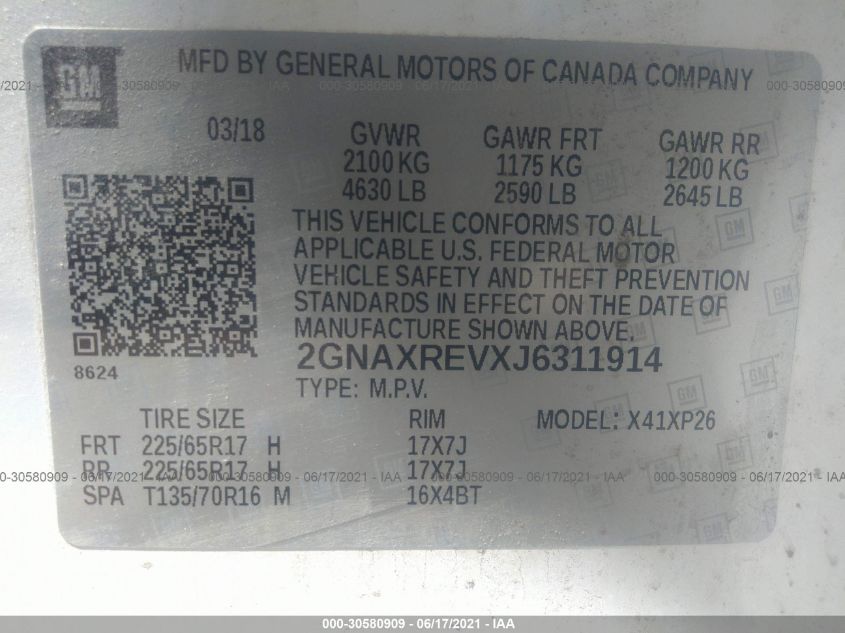 GM
MFD BY GENERAL MOTORS OF CANADA COMPANY
03/18 GVWR GAWR FRT GAWR RR
2100 KG 1175 KG 1200 KG
4630 LB 2590 LB 2645 LB
THIS VEHICLE CONFORMS TO ALL
APPLICABLE U.S. FEDERAL MOTOR
VEHICLE SAFETY AND THEFT PREVENTION
STANDARDS IN EFFECT ON THE DATE OF
MANUFACTURE SHOWN ABOVE.
2GNAXREVXJ6311914
8624
TYPE: M.P.V.
TIRE SIZE RIM MODEL: X41XP26
FRT 225/65R17 H 17X7J
RR 225/65R17 H 17X7J
SPA T135/70R16 M 16X4BT
000-30580909 - 06/17/2021 - IAA